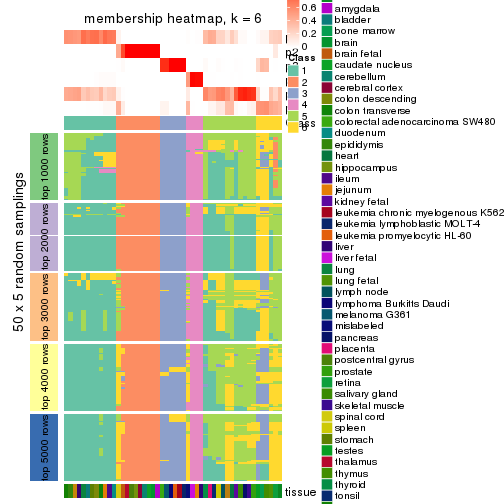 membership heatmap, k = 6
50 x 5 random samplings
top 1000 rows
top 2000 rows
top 3000 rows
top 4000 rows
top 5000 rows
0.6
0.4
0.2
0
Class
1
2
3
4
5
tissue
amygdala
bladder
bone marrow
brain
brain fetal
caudate nucleus
cerebellum
cerebral cortex
colon descending
colon transverse
colorectal adenocarcinoma SW480
duodenum
epididymis
heart
hippocampus
ileum
jejunum
kidney fetal
leukemia chronic myelogenous K562
leukemia lymphoblastic MOLT-4
leukemia promyelocytic HL-60
liver
liver fetal
lung
lung fetal
lymph node
lymphoma Burkitts Daudi
melanoma G361
mislabeled
pancreas
placenta
postcentral gyrus
prostate
retina
salivary gland
skeletal muscle
spinal cord
spleen
stomach
testes
thalamus
thymus
thyroid
tonsil